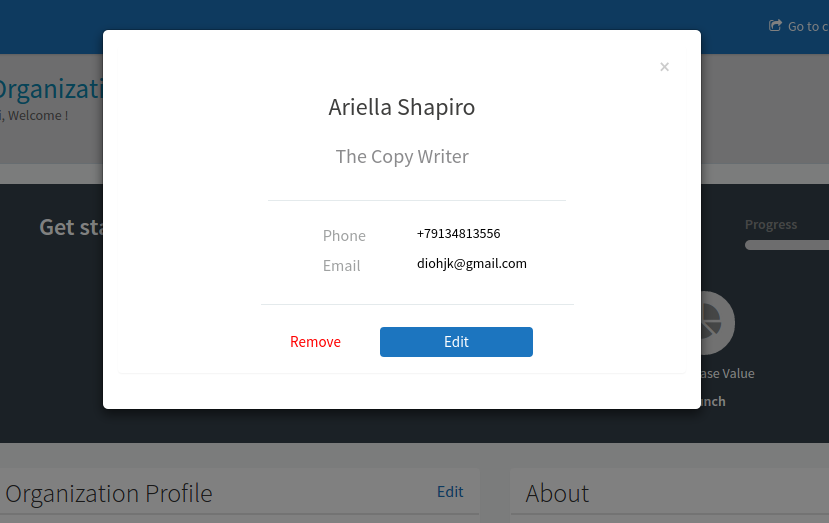 Go to c
×
Organizati
, Welcome !
Ariella Shapiro
The Copy Writer
Get sta
Progress
Phone +79134813556
Email diohjk@gmail.com
Remove Edit
ase Value
unch
Organization Profile Edit About